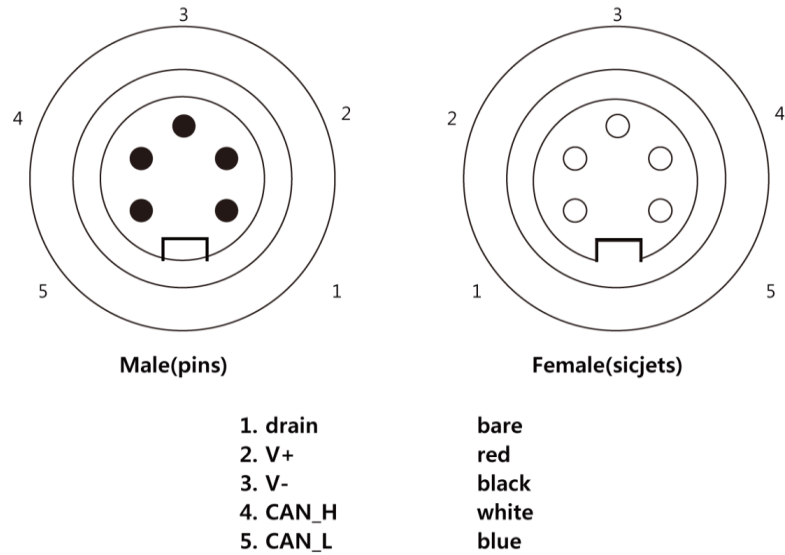 3 3
4 2 2 4
5 1 1 5
Male(pins) Female(sicjets)
1. drain bare
2. V+ red
3. V- black
4. CAN_H white
5. CAN_L blue